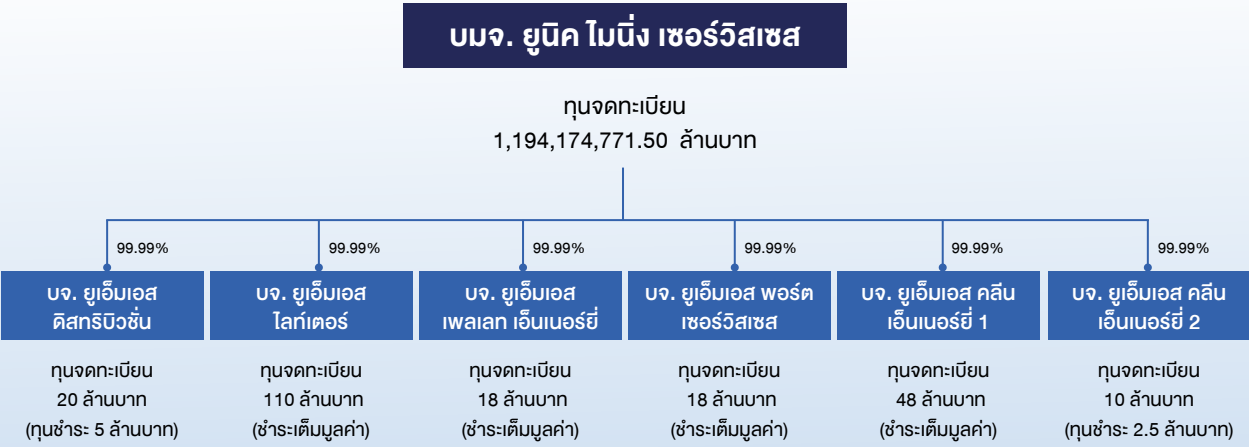 บมจ. ยูนิค ไมนิ่ง เซอร์วิสเซส
ทุนจดทะเบียน
1,194,174,771.50 ล้านบาท
99.99%
99.99%
99.99%
99.99%
99.99%
99.99%
บจ. ยูเอ็มเอส
ดิสทริบิวชั่น
บจ. ยูเอ็มเอส
ไลท์เตอร์
บจ. ยูเอ็มเอส
เพลเลท เอ็นเนอร์ยี่
บจ. ยูเอ็มเอส พอร์ต
เซอร์วิสเซส
บจ. ยูเอ็มเอส คลีน
เอ็นเนอร์ยี่ 1
บจ. ยูเอ็มเอส คลีน
เอ็นเนอร์ยี่ 2
ทุนจดทะเบียน
20 ล้านบาท
(ทุนชำระ 5 ล้านบาท)
ทุนจดทะเบียน
110 ล้านบาท
(ชำระเต็มมูลค่า)
ทุนจดทะเบียน
18 ล้านบาท
(ชำระเต็มมูลค่า)
ทุนจดทะเบียน
18 ล้านบาท
(ชำระเต็มมูลค่า)
ทุนจดทะเบียน
48 ล้านบาท
(ชำระเต็มมูลค่า)
ทุนจดทะเบียน
10 ล้านบาท
(ทุนชำระ 2.5 ล้านบาท)